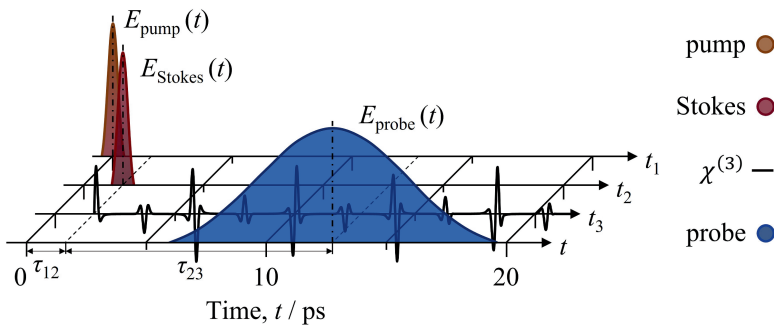 E_pump (t)
E_Stokes (t)
E_probe (t)
t_1
t_2
t_3
t
τ_12
τ_23
0
10
20
Time, t / ps
pump
Stokes
χ^(3)
probe